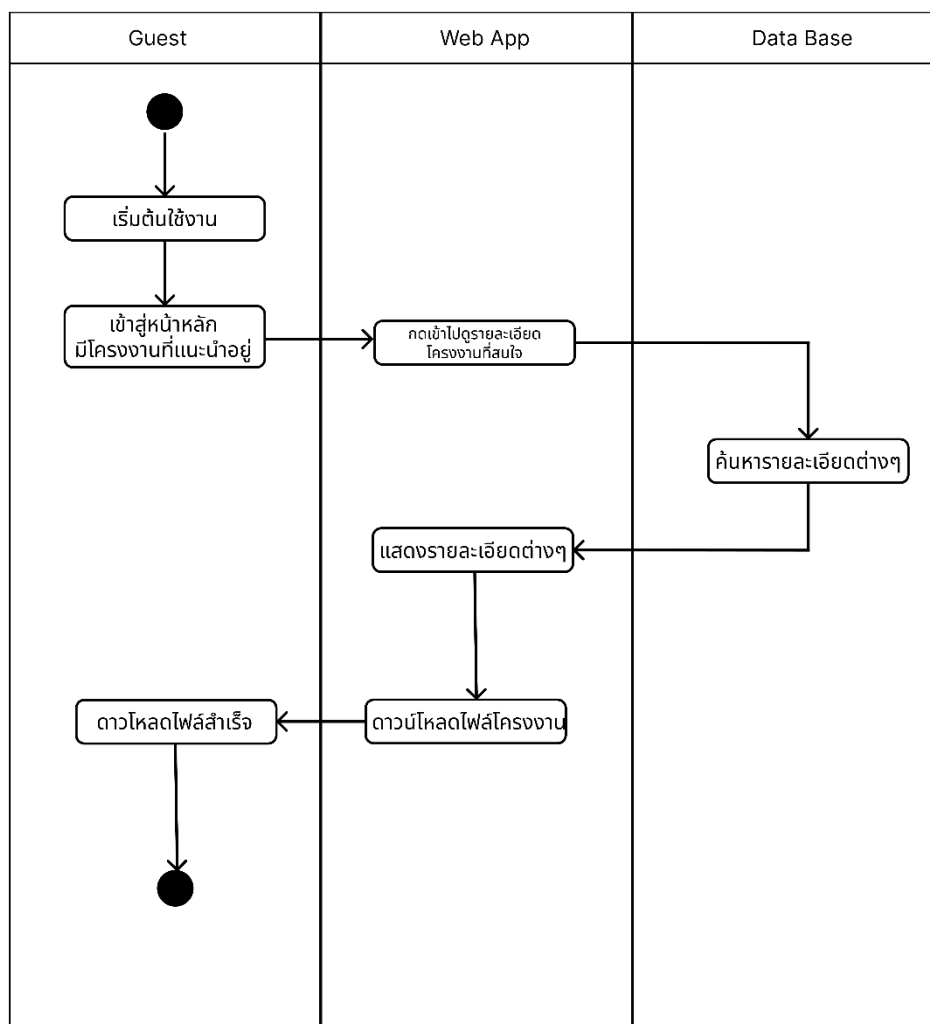 Guest
Web App
Data Base
เริ่มต้นใช้งาน
เข้าสู่หน้าหลัก
มีโครงงานที่แนะนำอยู่
กดเข้าไปดูรายละเอียด
โครงงานที่สนใจ
ค้นหารายละเอียดต่างๆ
แสดงรายละเอียดต่างๆ
ดาวโหลดไฟล์สำเร็จ
ดาวน์โหลดไฟล์โครงงาน